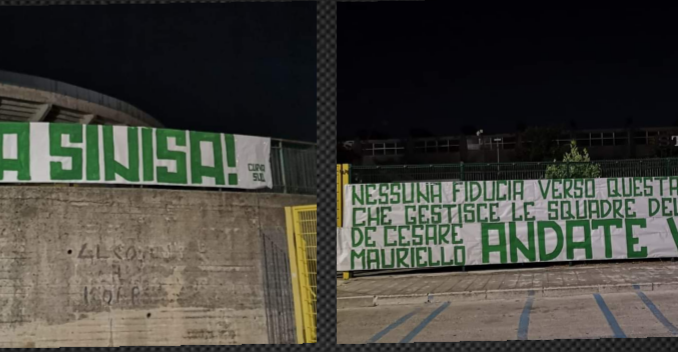 A SINISA!
CURVA
SUD
NESSUNA FIDUCIA VERSO QUESTA
CHE GESTISCE LE SQUADRE DEL
DE CESARE
MAURIELLO
ANDATE V